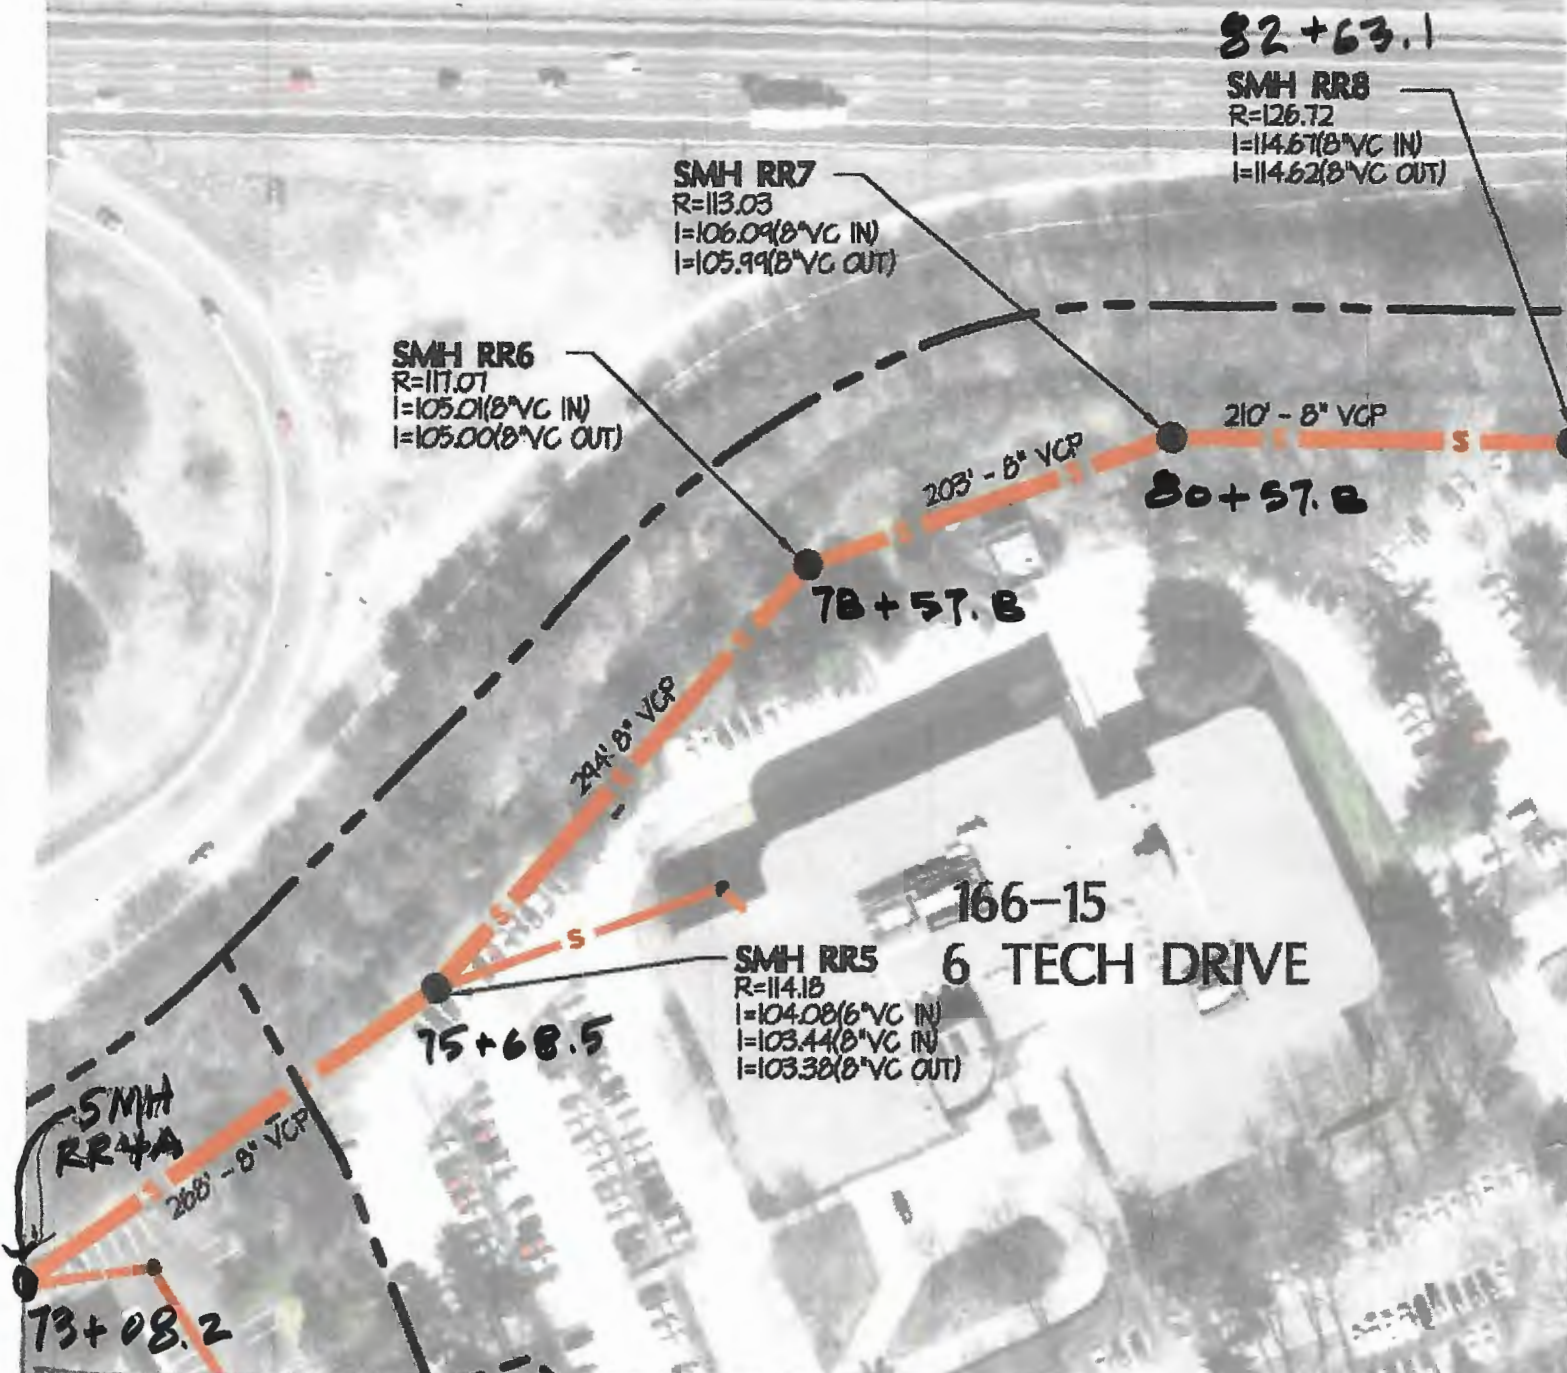 82+63.1
SMH RR8
R=126.72
I=114.67(8"VC IN)
I=114.62(8"VC OUT)
SMH RR7
R=113.03
I=106.09(8"VC IN)
I=105.99(8"VC OUT)
SMH RR6
R=117.07
I=105.01(8"VC IN)
I=105.00(8"VC OUT)
210' - 8" VCP
S
203' - 8" VCP
80+57.8
78+57.8
294' 8" VCP
S
S
166-15
6 TECH DRIVE
SMH RR5
R=114.18
I=104.08(6"VC IN)
I=103.44(8"VC IN)
I=103.38(8"VC OUT)
75+68.5
SMH
RR4A
268' - 8" VCP
73+08.2